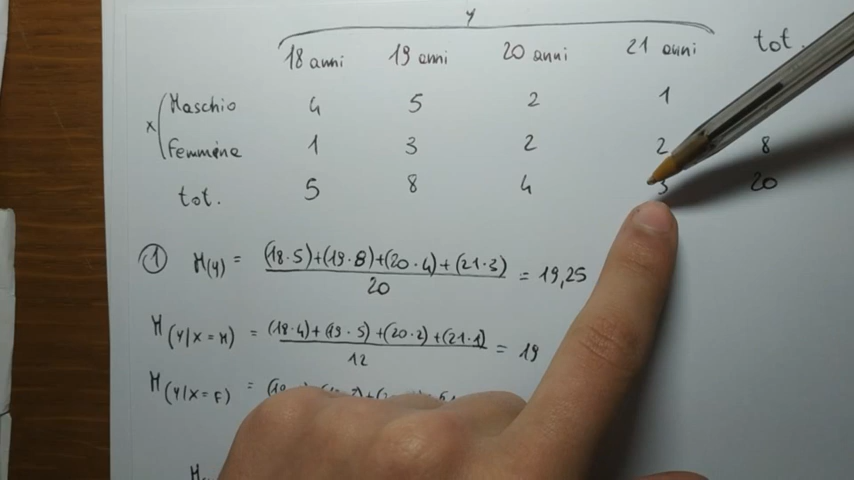 y
18 anni 19 anni 20 anni 21 anni tot.
x Maschio 4 5 2 1
Femmina 1 3 2 2 8
tot. 5 8 4 3 20
1 M(y) = (18·5)+(19·8)+(20·4)+(21·3) / 20 = 19,25
M(y|x=M) = (18·4)+(19·5)+(20·2)+(21·1) / 12 = 19
M(y|x=F) =